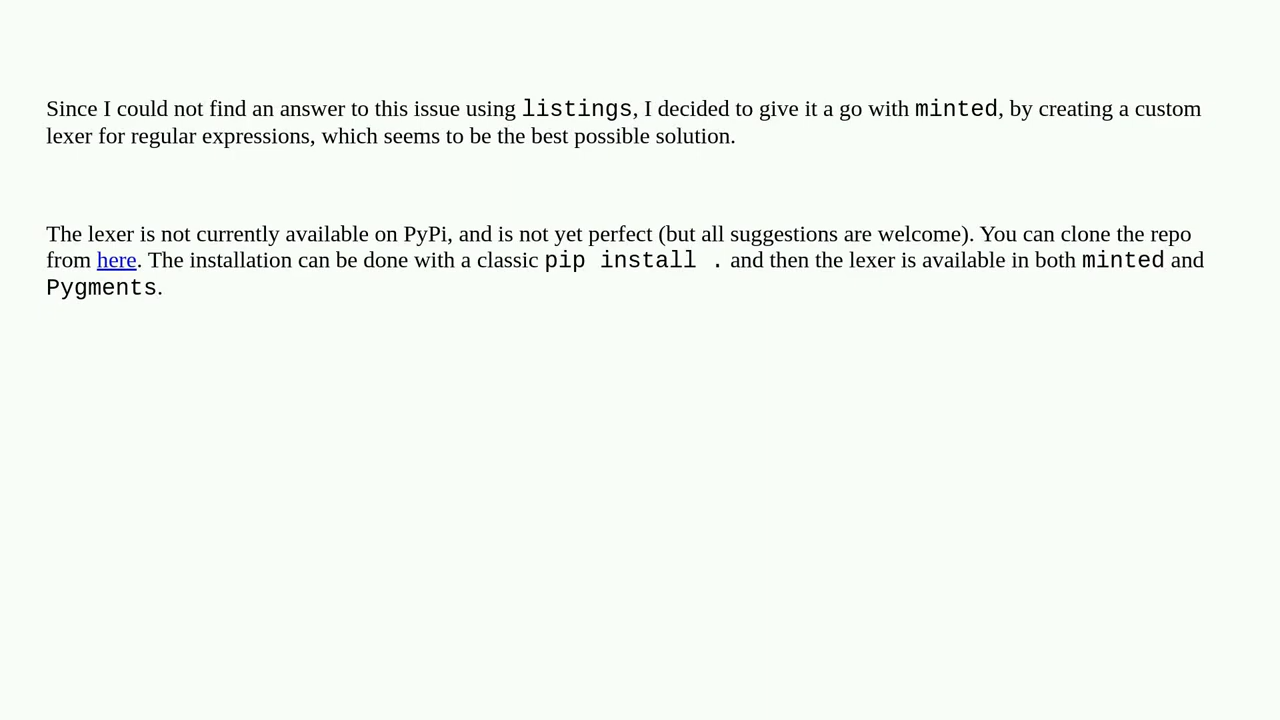 Since I could not find an answer to this issue using listings, I decided to give it a go with minted, by creating a custom
lexer for regular expressions, which seems to be the best possible solution.
The lexer is not currently available on PyPi, and is not yet perfect (but all suggestions are welcome). You can clone the repo
from here. The installation can be done with a classic pip install . and then the lexer is available in both minted and
Pygments.